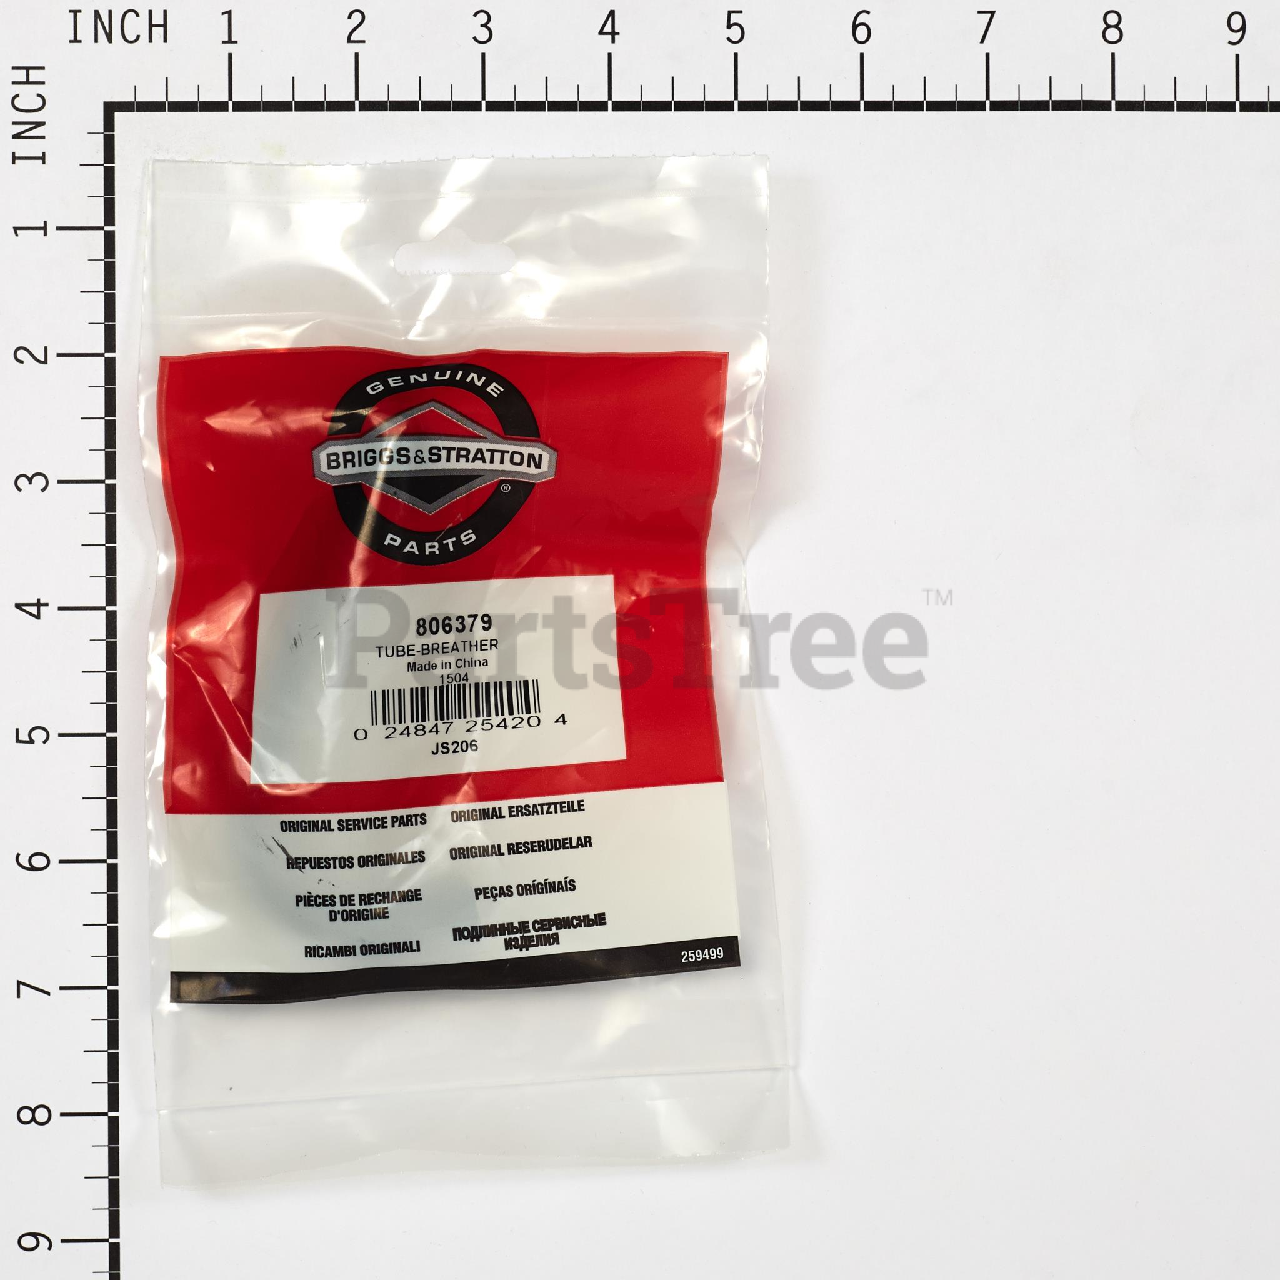 INCH 1 2 3 4 5 6 7 8 9
INCH
1
2
3
4
5
6
7
8
9
GENUINE
BRIGGS&STRATTON
®
PARTS
PartsTree™
806379
TUBE-BREATHER
Made in China
1504
0 24847 25420 4
JS206
ORIGINAL SERVICE PARTS ORIGINAL ERSATZTEILE
REPUESTOS ORIGINALES ORIGINAL RESERUDELAR
PIÈCES DE RECHANGE
D'ORIGINE
PEÇAS ORÍGÍNAÍS
RICAMBI ORIGINALI
ПОДЛИННЫЕ СЕРВИСНЫЕ
ИЗДЕЛИЯ
259499